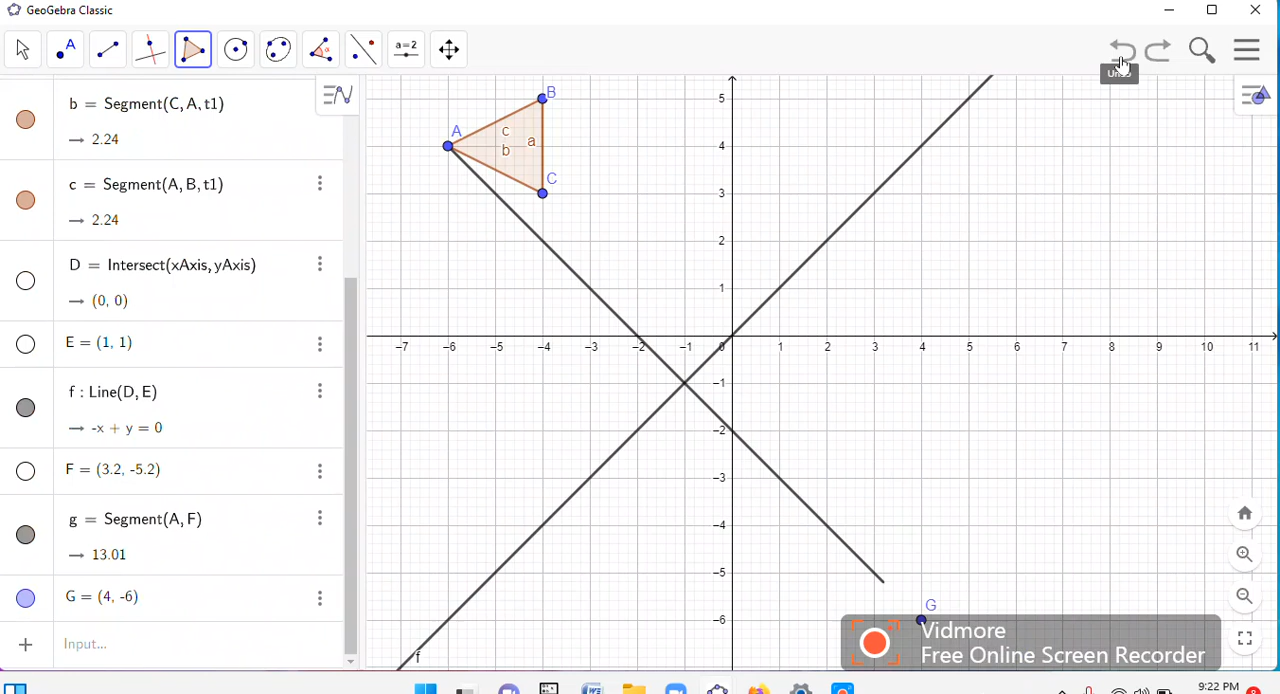 GeoGebra Classic
A
a=2
Undo
b = Segment(C, A, t1)
→ 2.24
c = Segment(A, B, t1)
→ 2.24
D = Intersect(xAxis, yAxis)
→ (0, 0)
E = (1, 1)
f : Line(D, E)
→ -x + y = 0
F = (3.2, -5.2)
g = Segment(A, F)
→ 13.01
G = (4, -6)
+ Input...
B
A
c
a
b
C
5
4
3
2
1
−7 −6 −5 −4 −3 −2 −1 0 1 2 3 4 5 6 7 8 9 10 11
−1
−2
−3
−4
−5
−6
G
f
Vidmore
Free Online Screen Recorder
9:22 PM